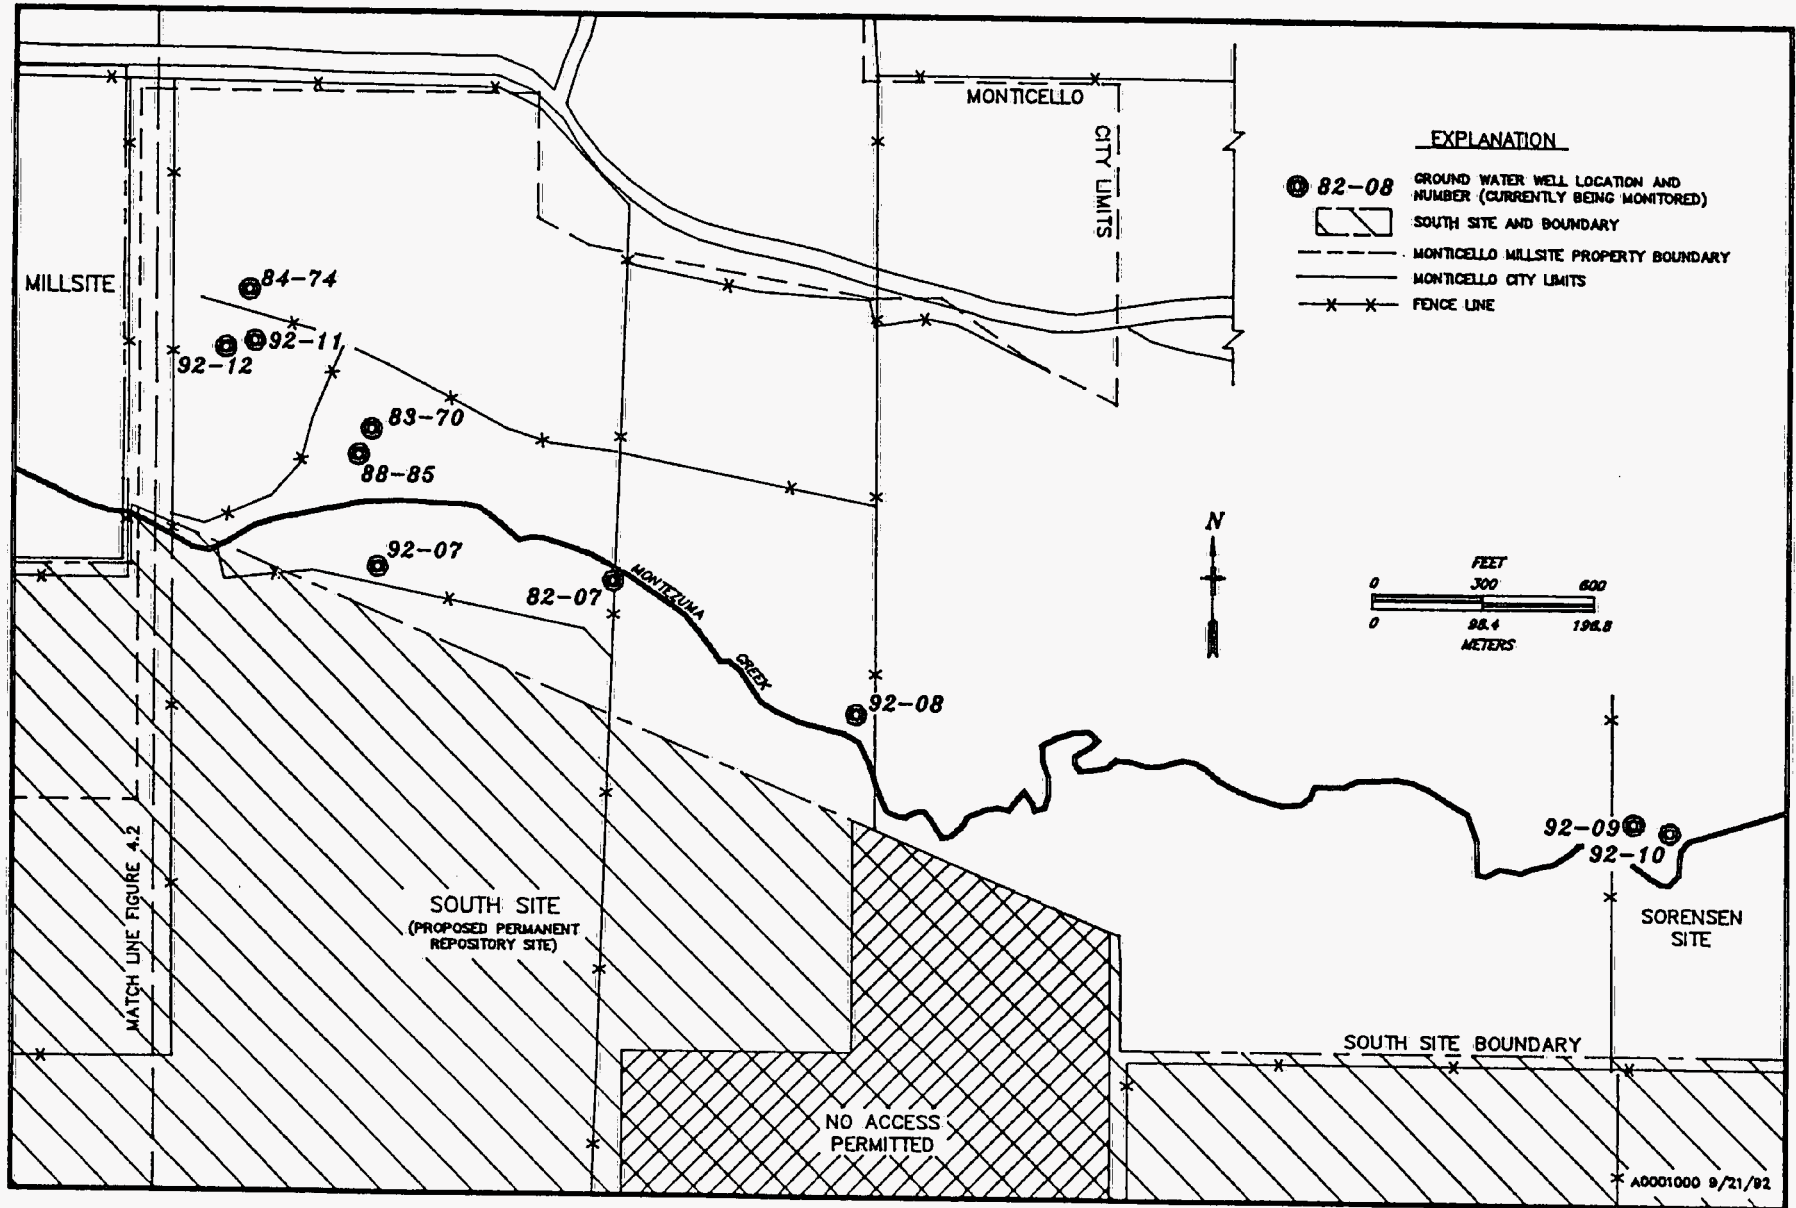 MONTICELLO
CITY LIMITS
EXPLANATION
82-08
GROUND WATER WELL LOCATION AND
NUMBER (CURRENTLY BEING MONITORED)
SOUTH SITE AND BOUNDARY
MONTICELLO MILLSITE PROPERTY BOUNDARY
MONTICELLO CITY LIMITS
FENCE LINE
MILLSITE
84-74
92-11
92-12
83-70
88-85
92-07
82-07
MONTEZUMA
CREEK
92-08
N
FEET
0 300 600
0 98.4 196.8
METERS
92-09
92-10
SORENSEN
SITE
MATCH LINE FIGURE 4.2
SOUTH SITE
(PROPOSED PERMANENT
REPOSITORY SITE)
SOUTH SITE BOUNDARY
NO ACCESS
PERMITTED
A0001000 9/21/92